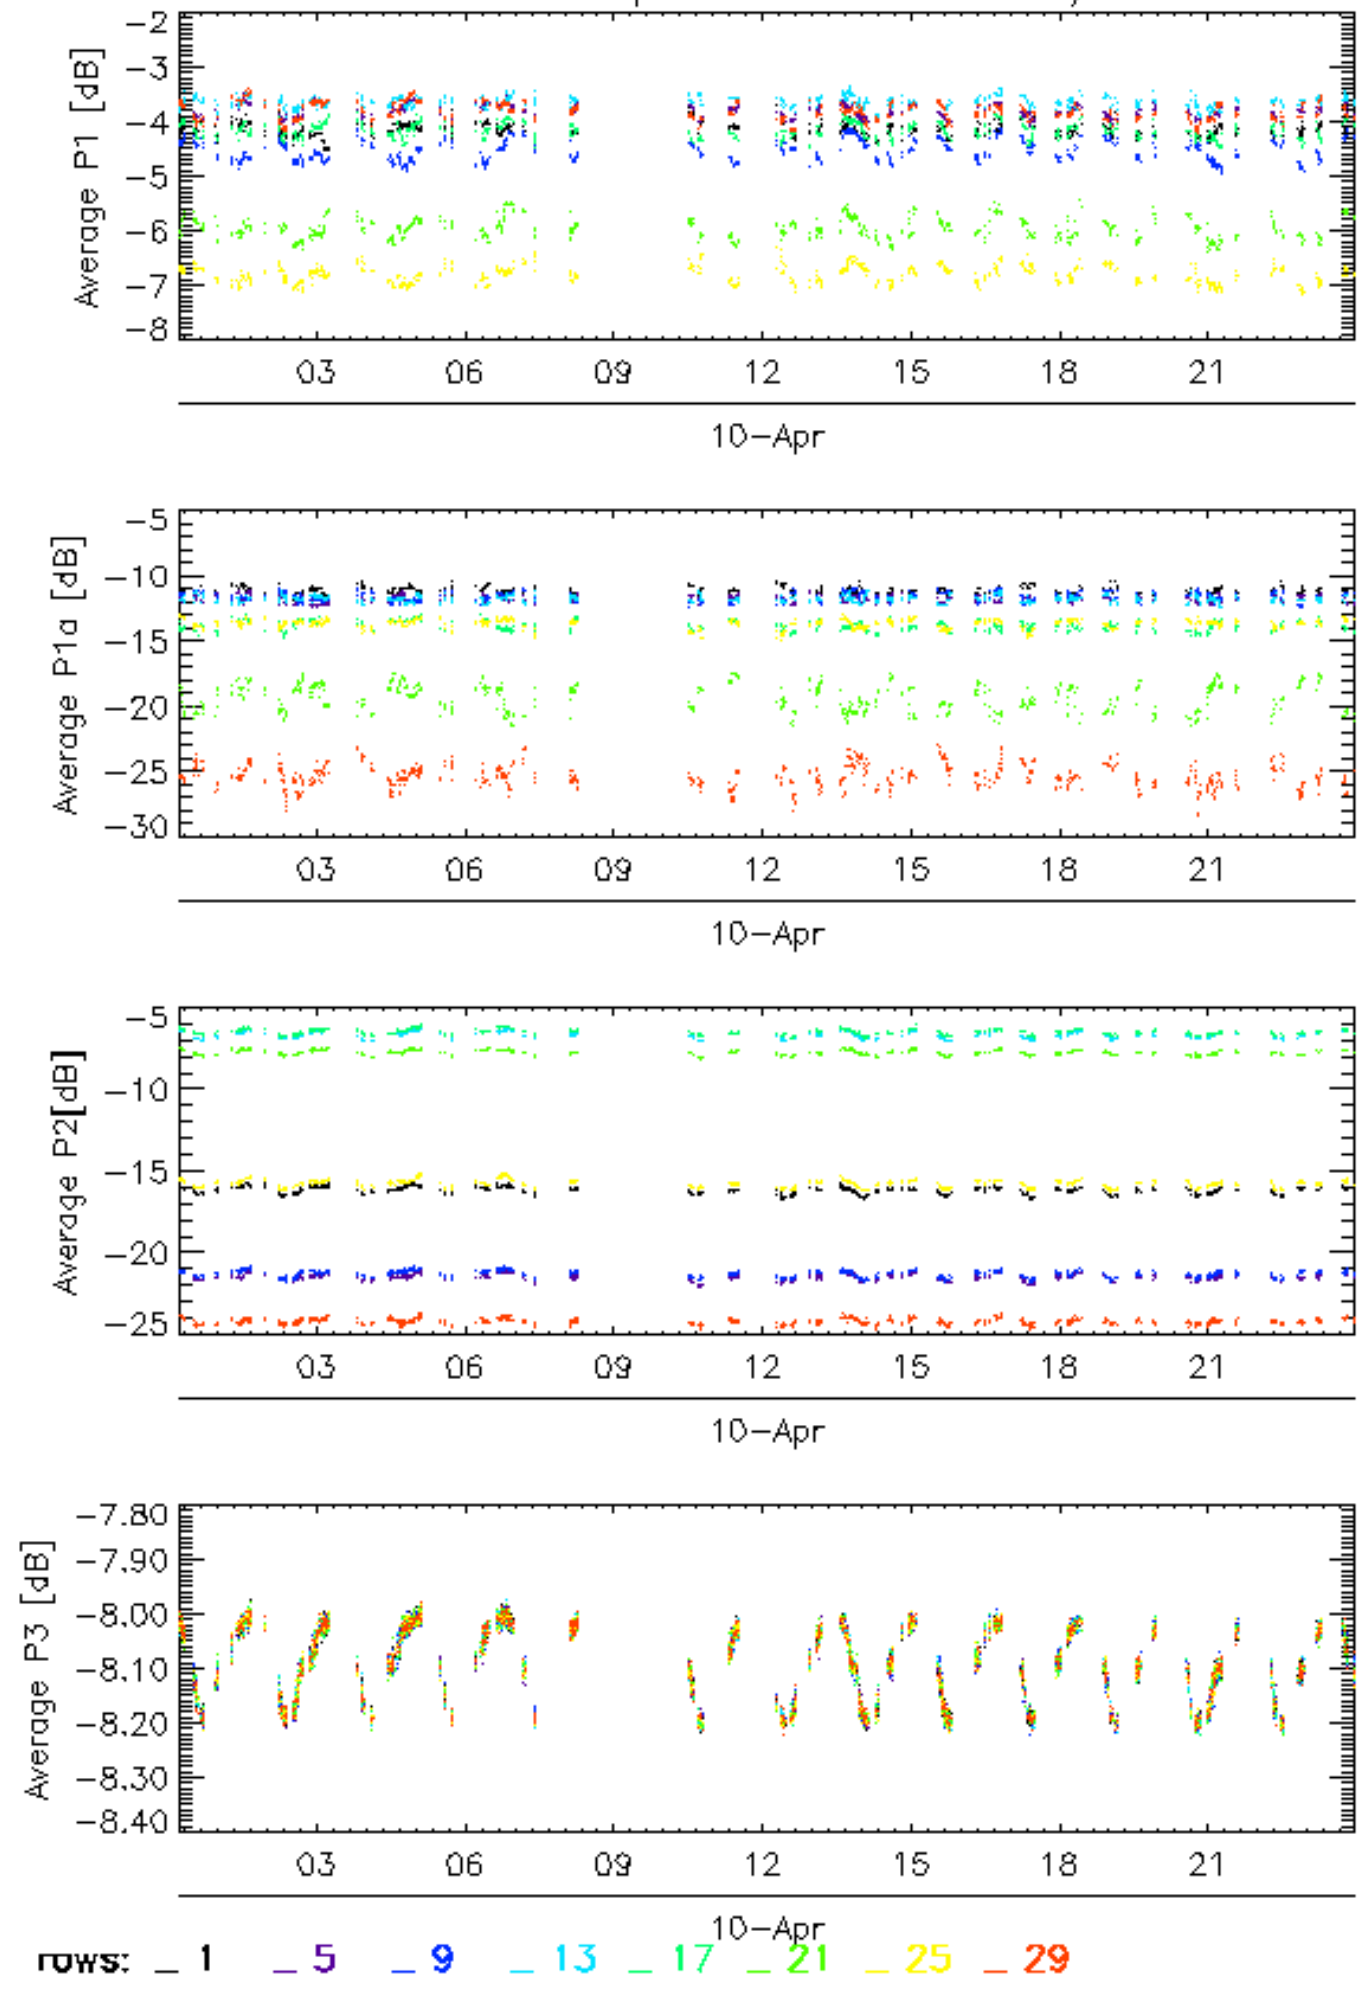 Average P1 [dB]
-2
-3
-4
-5
-6
-7
-8
03 06 09 12 15 18 21
10-Apr
Average P1a [dB]
-5
-10
-15
-20
-25
-30
03 06 09 12 15 18 21
10-Apr
Average P2[dB]
-5
-10
-15
-20
-25
03 06 09 12 15 18 21
10-Apr
Average P3 [dB]
-7.80
-7.90
-8.00
-8.10
-8.20
-8.30
-8.40
03 06 09 12 15 18 21
10-Apr
rows: _ 1 _ 5 _ 9 _ 13 _ 17 _ 21 _ 25 _ 29